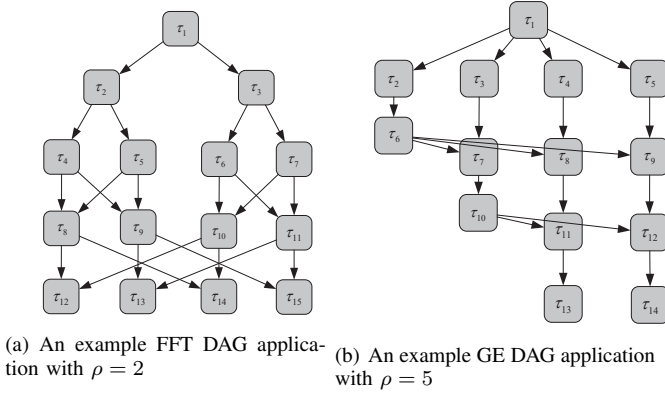 τ1
τ2 τ3
τ4 τ5 τ6 τ7
τ8 τ9 τ10 τ11
τ12 τ13 τ14 τ15
(a) An example FFT DAG applica-
tion with ρ = 2
τ1
τ2 τ3 τ4 τ5
τ6 τ7 τ8 τ9
τ10 τ11 τ12
τ13 τ14
(b) An example GE DAG application
with ρ = 5